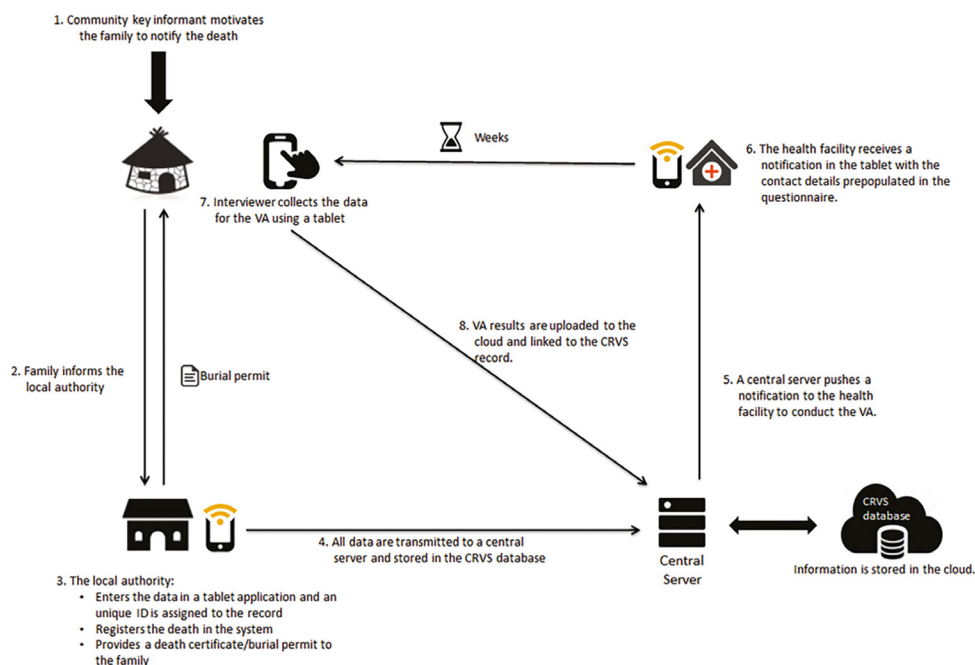 1. Community key informant motivates
the family to notify the death
Weeks
6. The health facility receives a
notification in the tablet with the
contact details prepopulated in the
questionnaire.
7. Interviewer collects the data
for the VA using a tablet
8. VA results are uploaded to the
cloud and linked to the CRVS
record.
2. Family informs the
local authority
Burial permit
5. A central server pushes a
notification to the health
facility to conduct the VA.
4. All data are transmitted to a central
server and stored in the CRVS database
Central
Server
CRVS
database
Information is stored in the cloud.
3. The local authority:
• Enters the data in a tablet application and an
unique ID is assigned to the record
• Registers the death in the system
• Provides a death certificate/burial permit to
the family